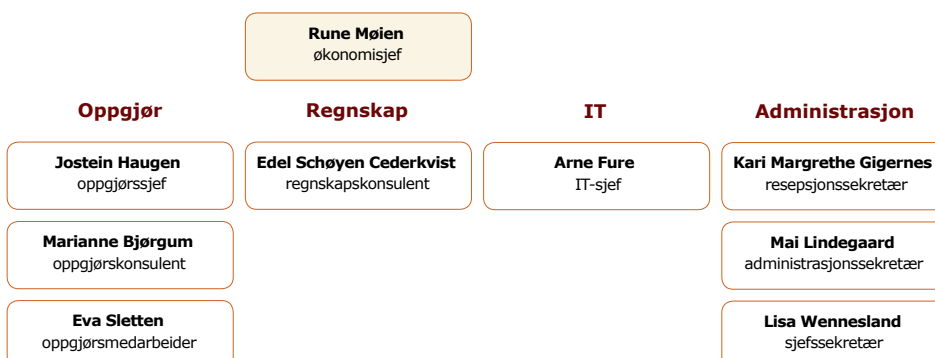 Rune Møien
økonomisjef
Oppgjør
Regnskap
IT
Administrasjon
Jostein Haugen
oppgjørssjef
Edel Schøyen Cederkvist
regnskapskonsulent
Arne Fure
IT-sjef
Kari Margrethe Gigernes
resepsjonssekretær
Marianne Bjørgum
oppgjørskonsulent
Mai Lindegaard
administrasjonssekretær
Eva Sletten
oppgjørsmedarbeider
Lisa Wennesland
sjefssekretær